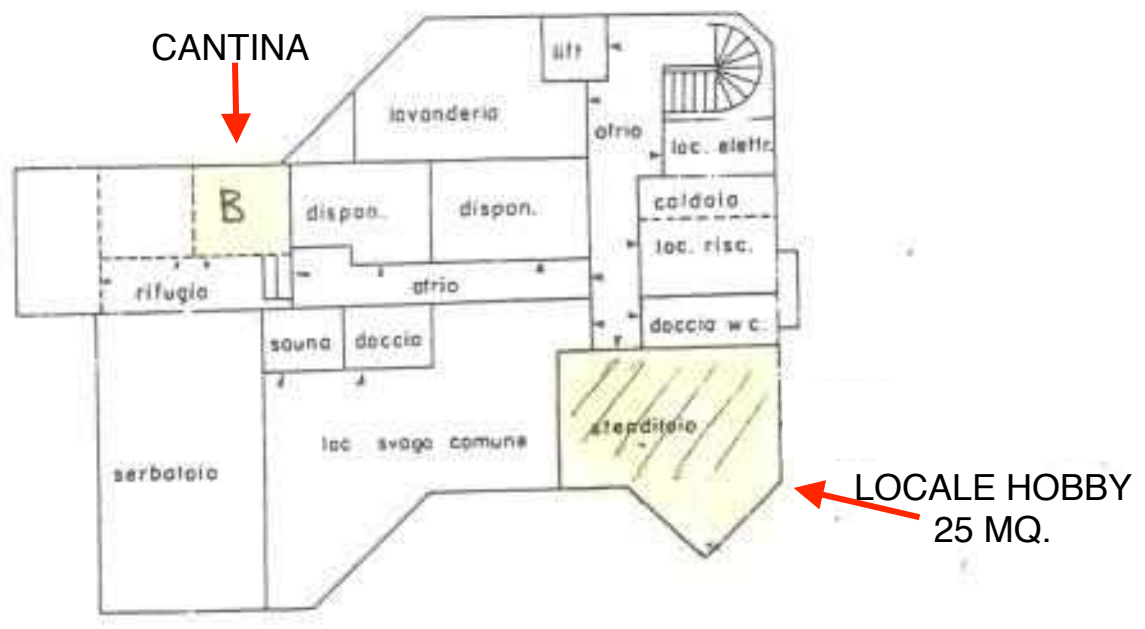 CANTINA
lift
lavanderia
atrio
loc. elettr.
B
dispon.
dispon.
caldaia
loc. risc.
rifugio
atrio
sauna
doccia
doccia w c.
stenditoio
loc svago comune
serbatoio
LOCALE HOBBY
25 MQ.